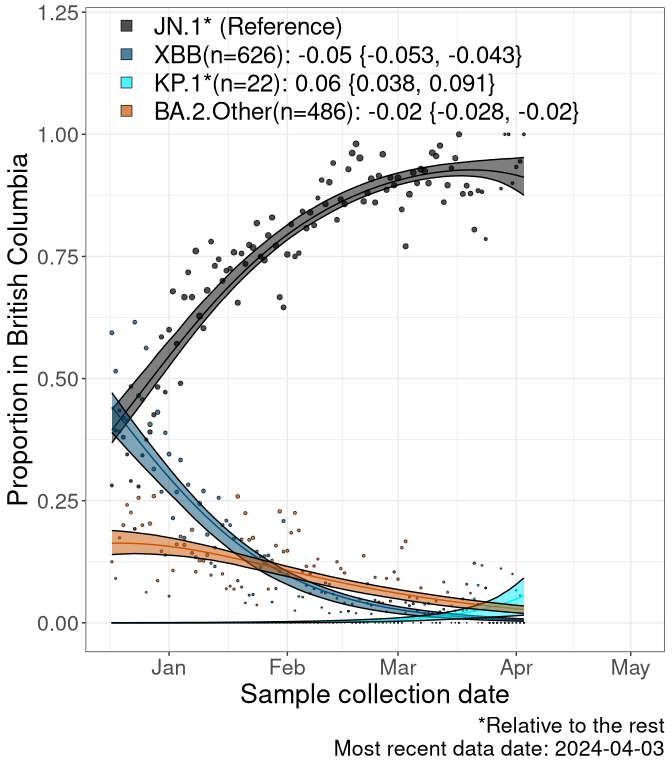 1.25
JN.1* (Reference)
XBB(n=626): -0.05 {-0.053, -0.043}
KP.1*(n=22): 0.06 {0.038, 0.091}
BA.2.Other(n=486): -0.02 {-0.028, -0.02}
1.00
0.75
0.50
0.25
0.00
Proportion in British Columbia
Jan Feb Mar Apr May
Sample collection date
*Relative to the rest
Most recent data date: 2024-04-03